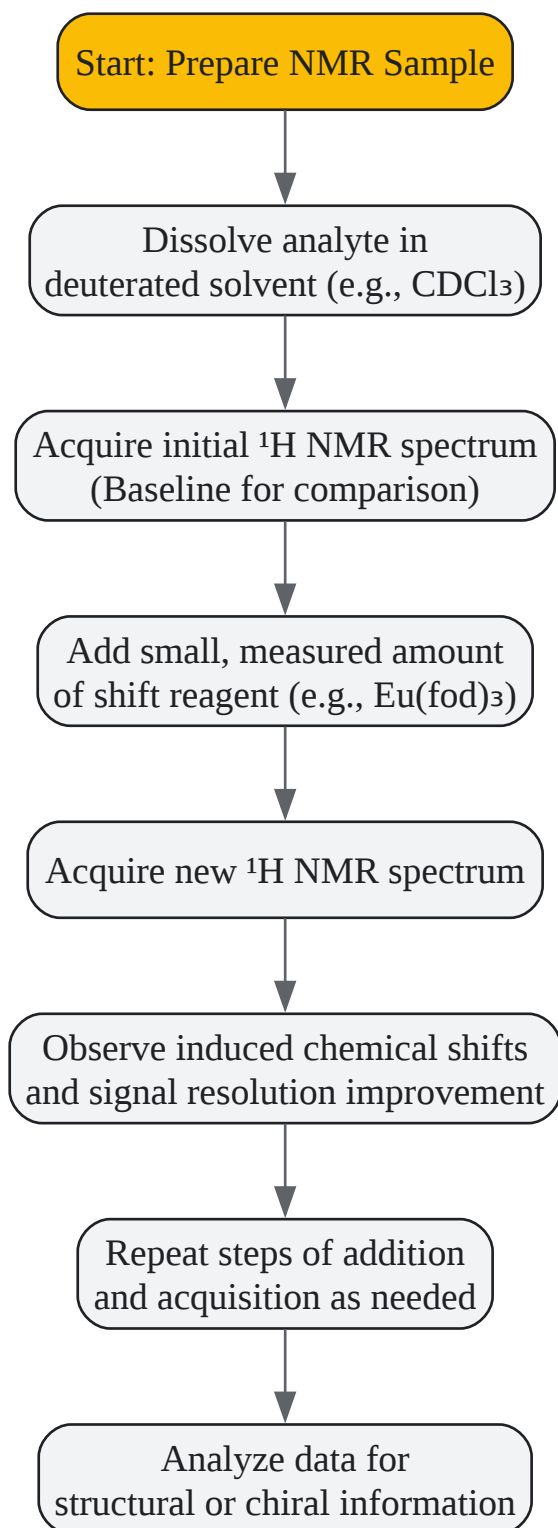 Start: Prepare NMR Sample
Dissolve analyte in
deuterated solvent (e.g., CDCl₃)
Acquire initial ¹H NMR spectrum
(Baseline for comparison)
Add small, measured amount
of shift reagent (e.g., Eu(fod)₃)
Acquire new ¹H NMR spectrum
Observe induced chemical shifts
and signal resolution improvement
Repeat steps of addition
and acquisition as needed
Analyze data for
structural or chiral information